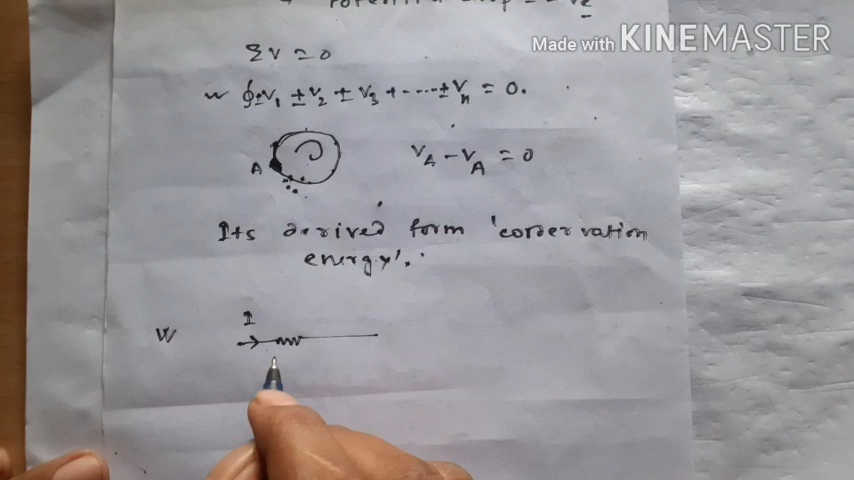 Made with KINEMASTER
ΣV = 0
w ∮±V₁ ± V₂ ± V₃ + ----- ± Vₙ = 0.
A
V_A - V_A = 0
Its derived form 'conservation
energy'.
W
I